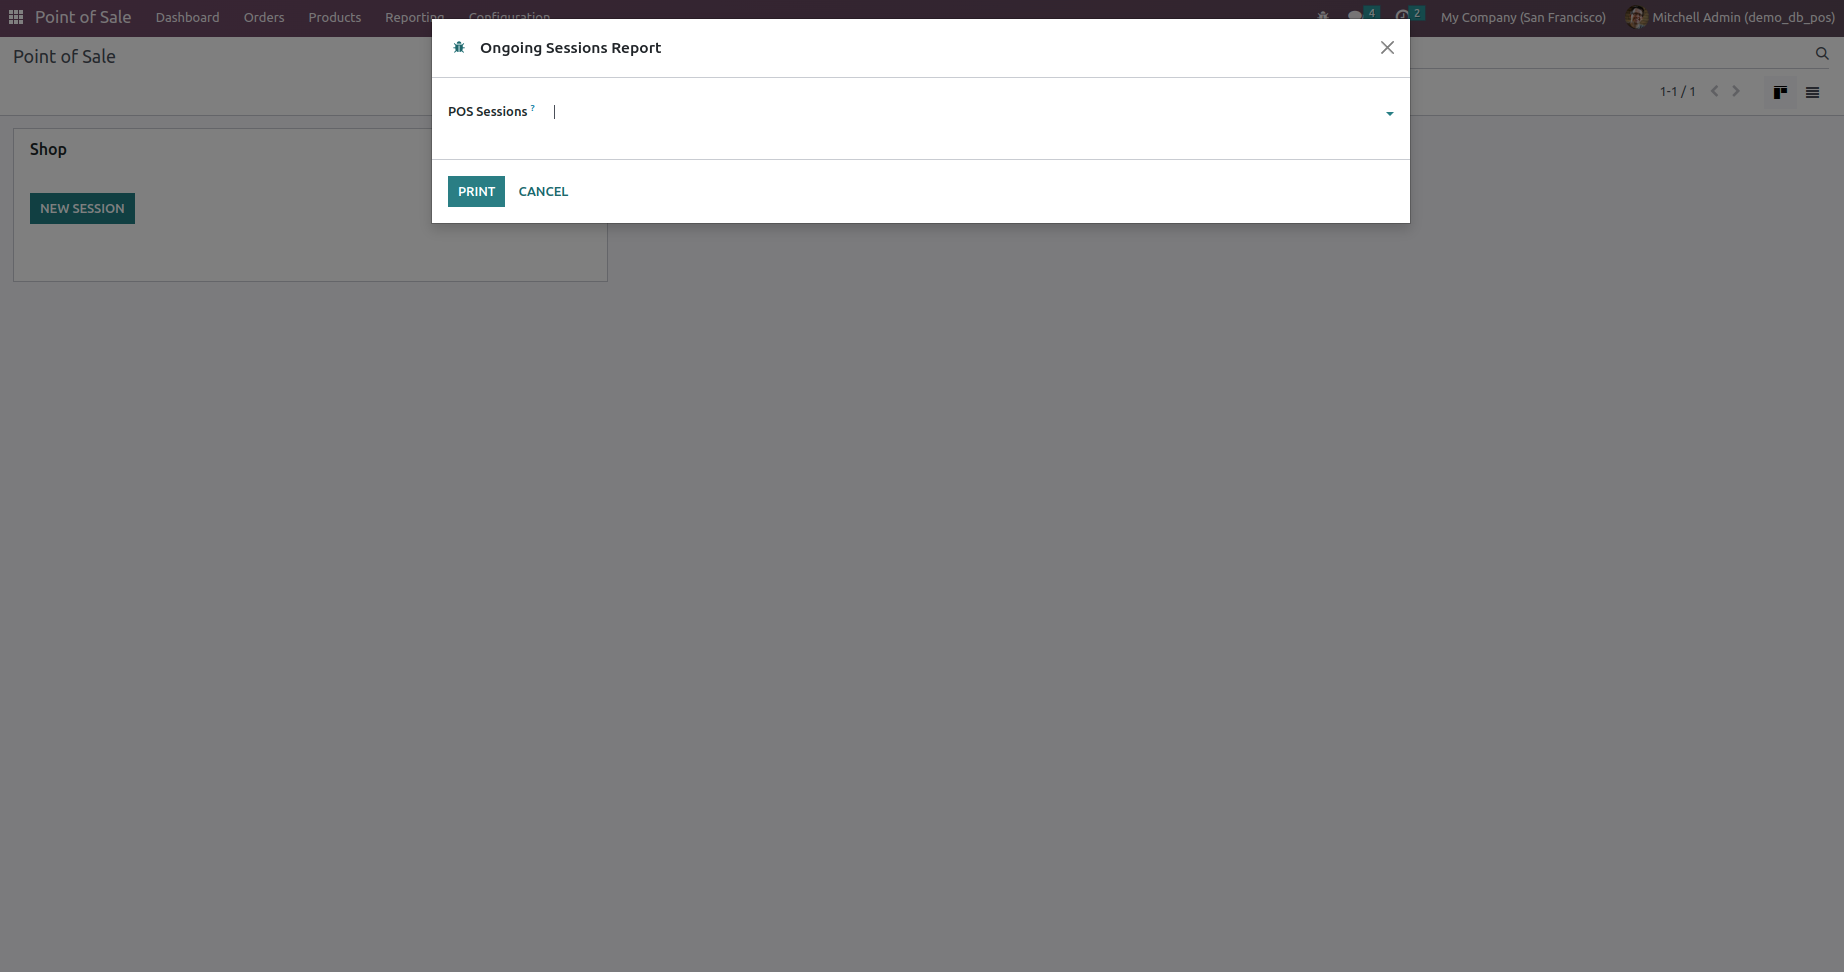 Point of Sale Dashboard Orders Products Reporting Configuration 4 2 My Company (San Francisco) Mitchell Admin (demo_db_pos)
Point of Sale
Ongoing Sessions Report
1-1 / 1
POS Sessions ?
Shop
PRINT CANCEL
NEW SESSION